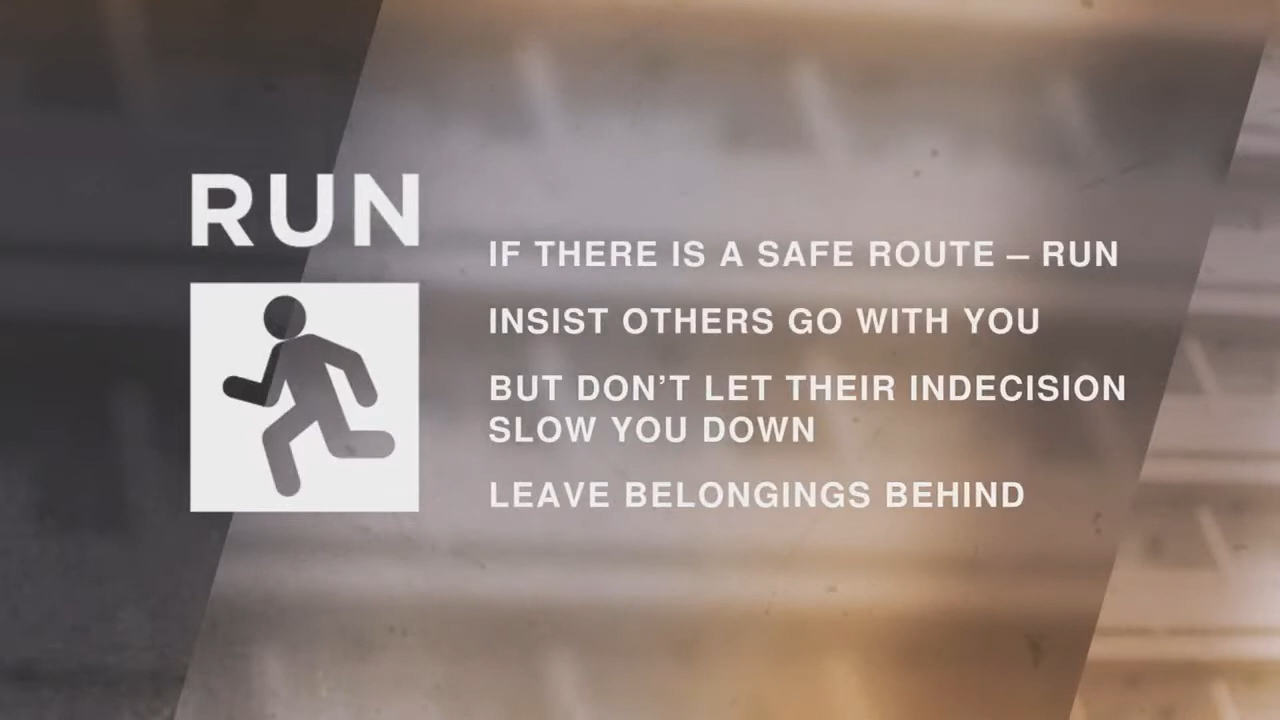 RUN
IF THERE IS A SAFE ROUTE – RUN
INSIST OTHERS GO WITH YOU
BUT DON’T LET THEIR INDECISION
SLOW YOU DOWN
LEAVE BELONGINGS BEHIND